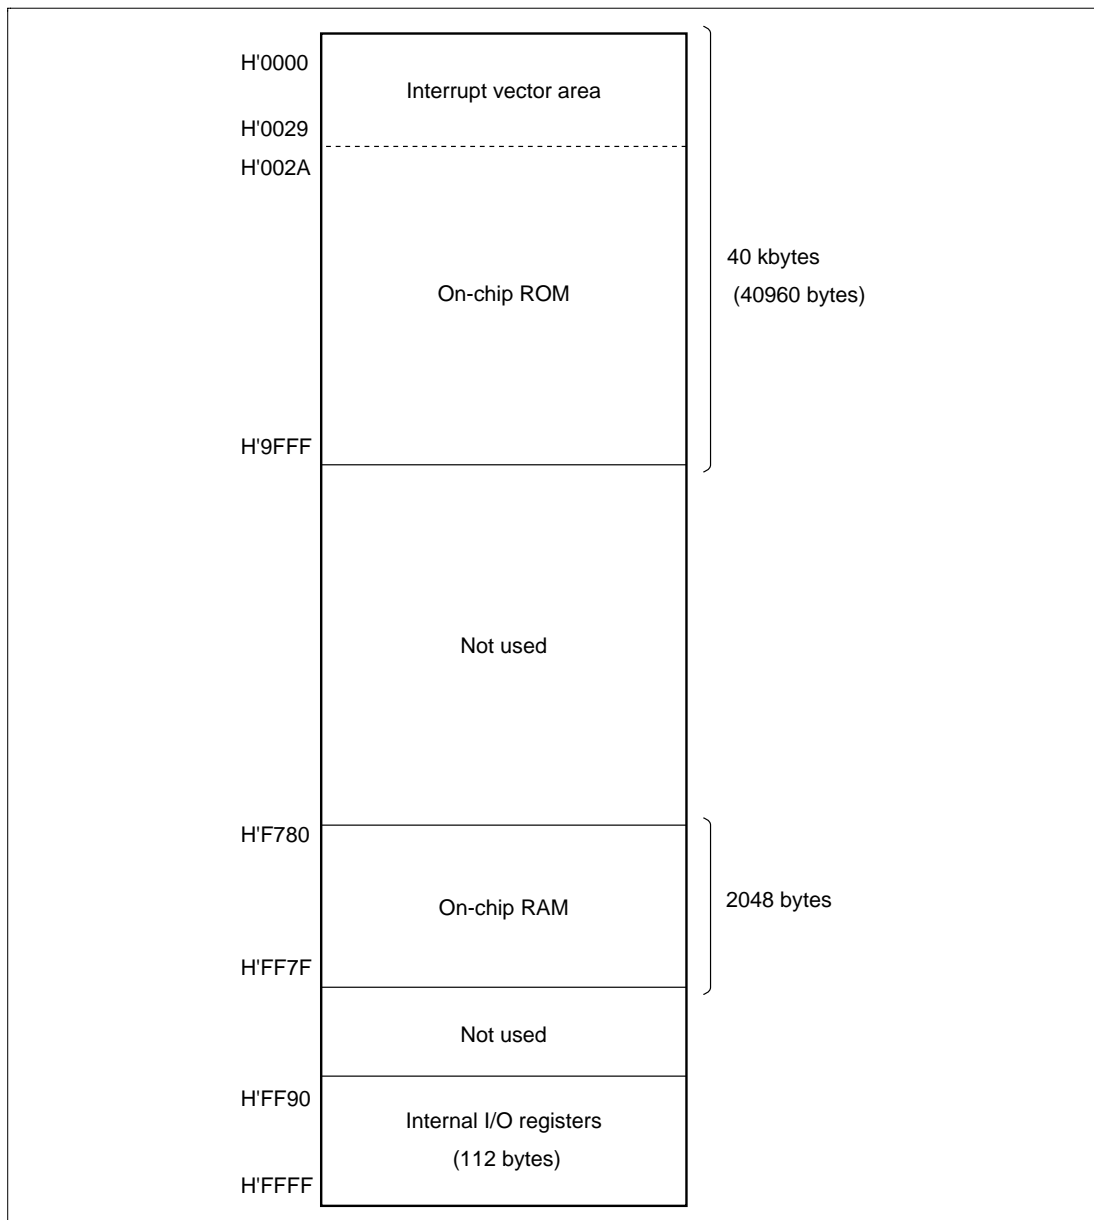 H'0000
Interrupt vector area
H'0029
H'002A
40 kbytes
(40960 bytes)
On-chip ROM
H'9FFF
Not used
H'F780
On-chip RAM
2048 bytes
H'FF7F
Not used
H'FF90
Internal I/O registers
(112 bytes)
H'FFFF